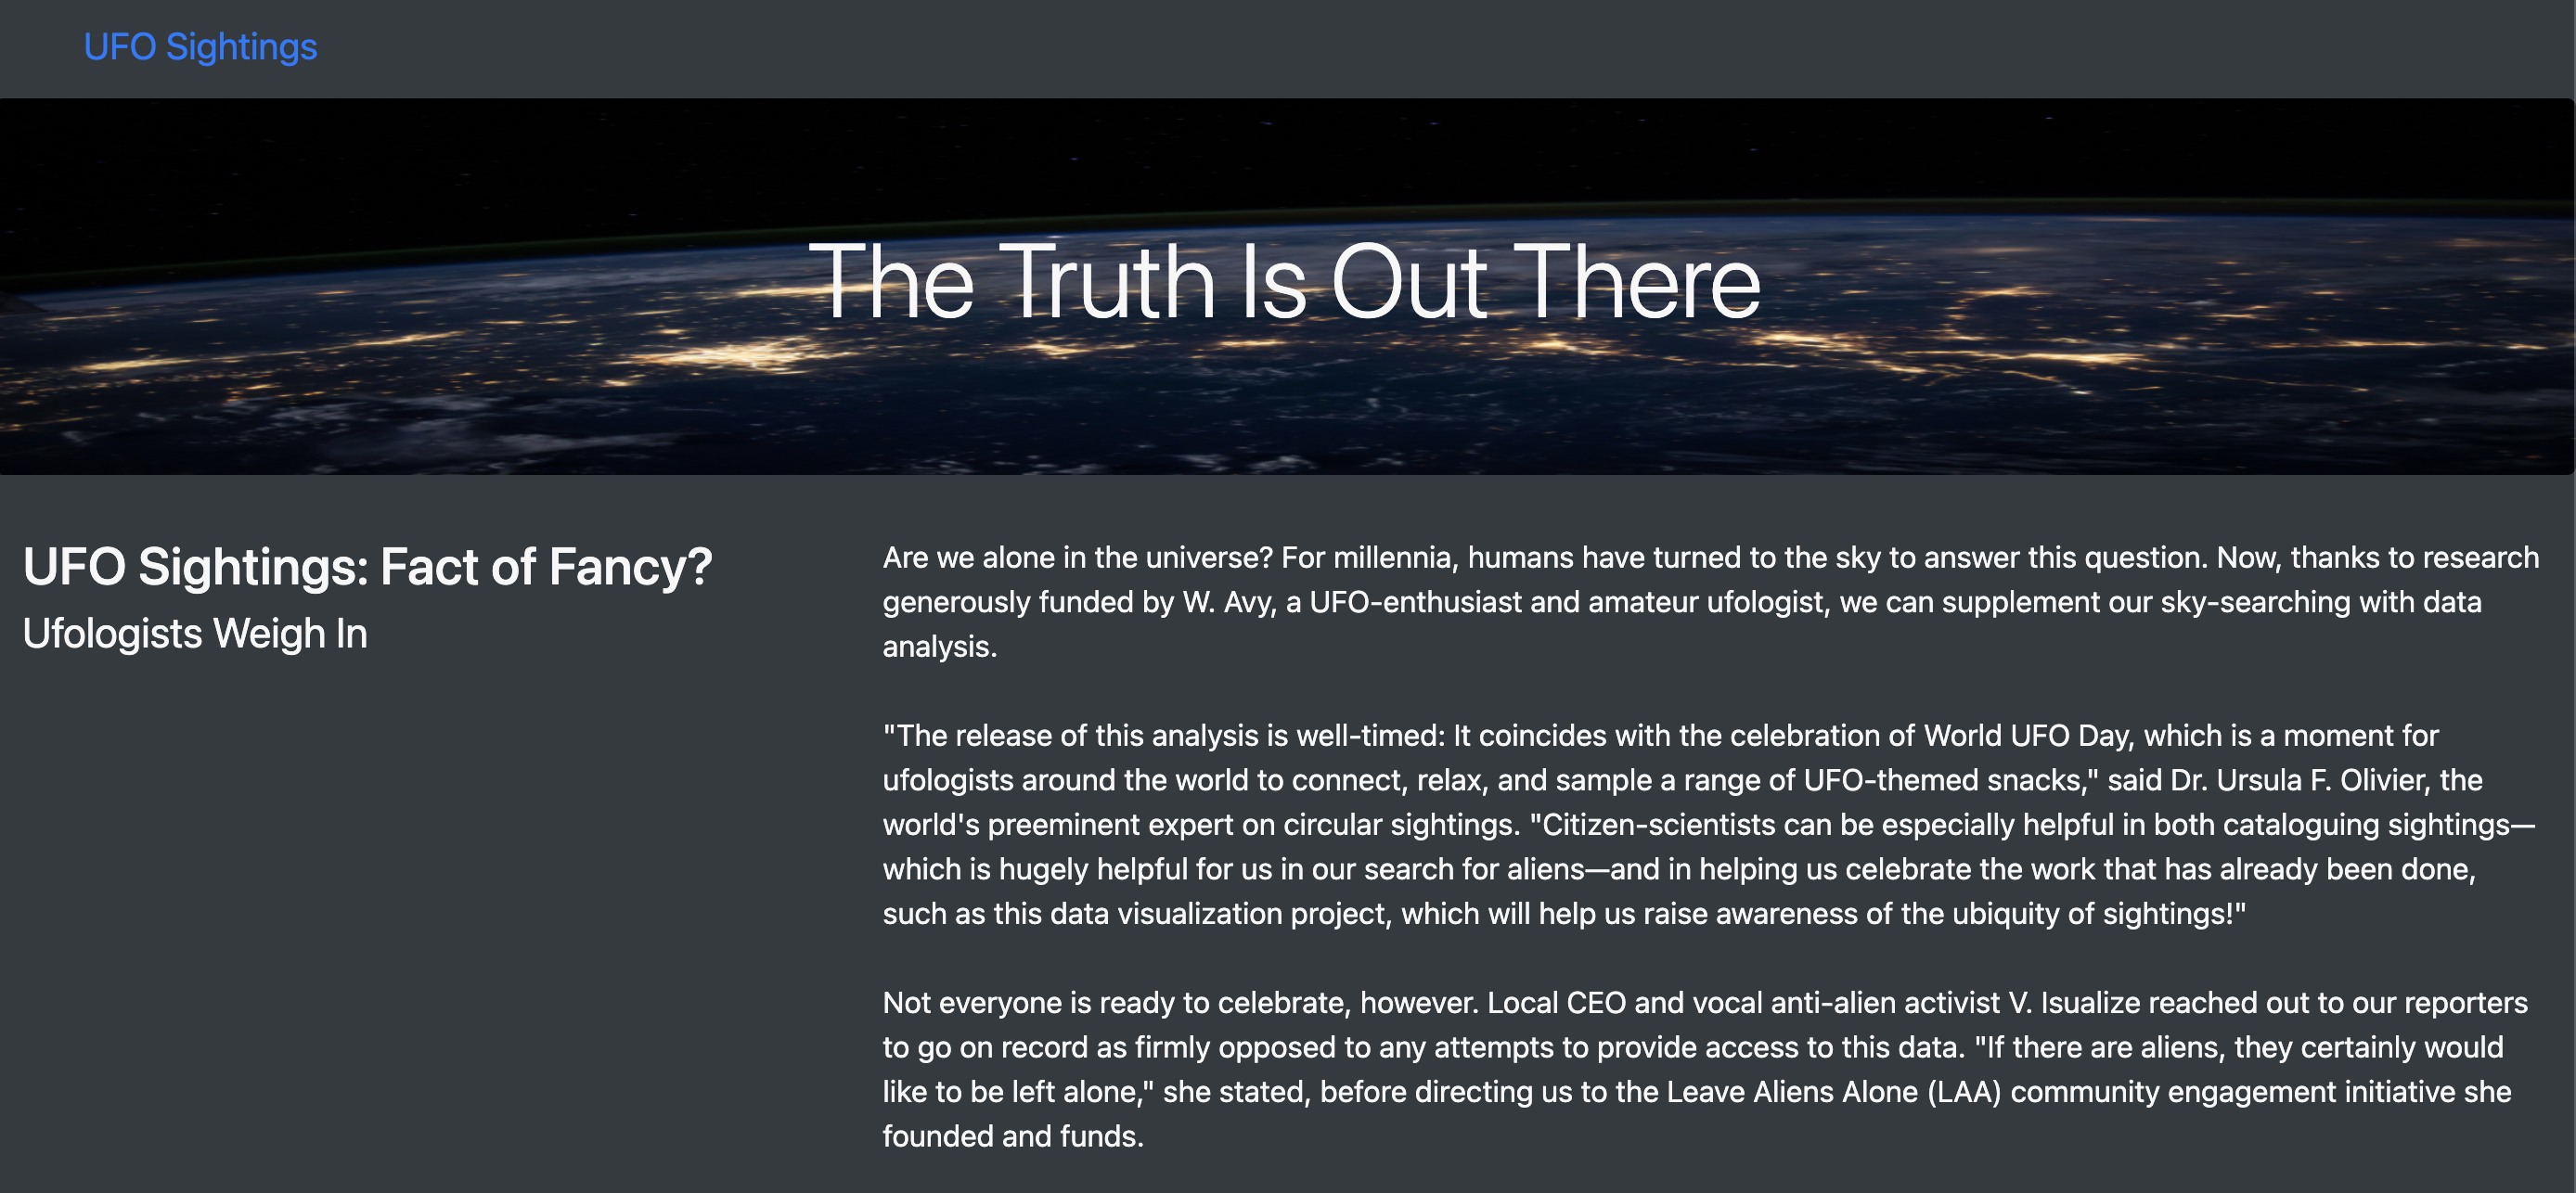 UFO Sightings
The Truth Is Out There
UFO Sightings: Fact of Fancy?
Ufologists Weigh In
Are we alone in the universe? For millennia, humans have turned to the sky to answer this question. Now, thanks to research
generously funded by W. Avy, a UFO-enthusiast and amateur ufologist, we can supplement our sky-searching with data
analysis.
"The release of this analysis is well-timed: It coincides with the celebration of World UFO Day, which is a moment for
ufologists around the world to connect, relax, and sample a range of UFO-themed snacks," said Dr. Ursula F. Olivier, the
world's preeminent expert on circular sightings. "Citizen-scientists can be especially helpful in both cataloguing sightings—
which is hugely helpful for us in our search for aliens—and in helping us celebrate the work that has already been done,
such as this data visualization project, which will help us raise awareness of the ubiquity of sightings!"
Not everyone is ready to celebrate, however. Local CEO and vocal anti-alien activist V. Isualize reached out to our reporters
to go on record as firmly opposed to any attempts to provide access to this data. "If there are aliens, they certainly would
like to be left alone," she stated, before directing us to the Leave Aliens Alone (LAA) community engagement initiative she
founded and funds.